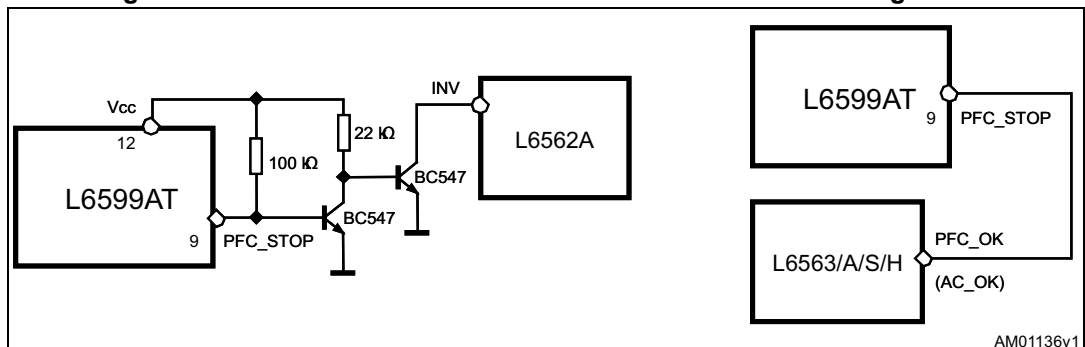 Vcc
12
L6599AT
9
PFC_STOP
100 kΩ
22 kΩ
BC547
BC547
INV
L6562A
L6599AT
9
PFC_STOP
L6563/A/S/H
PFC_OK
(AC_OK)
AM01136v1